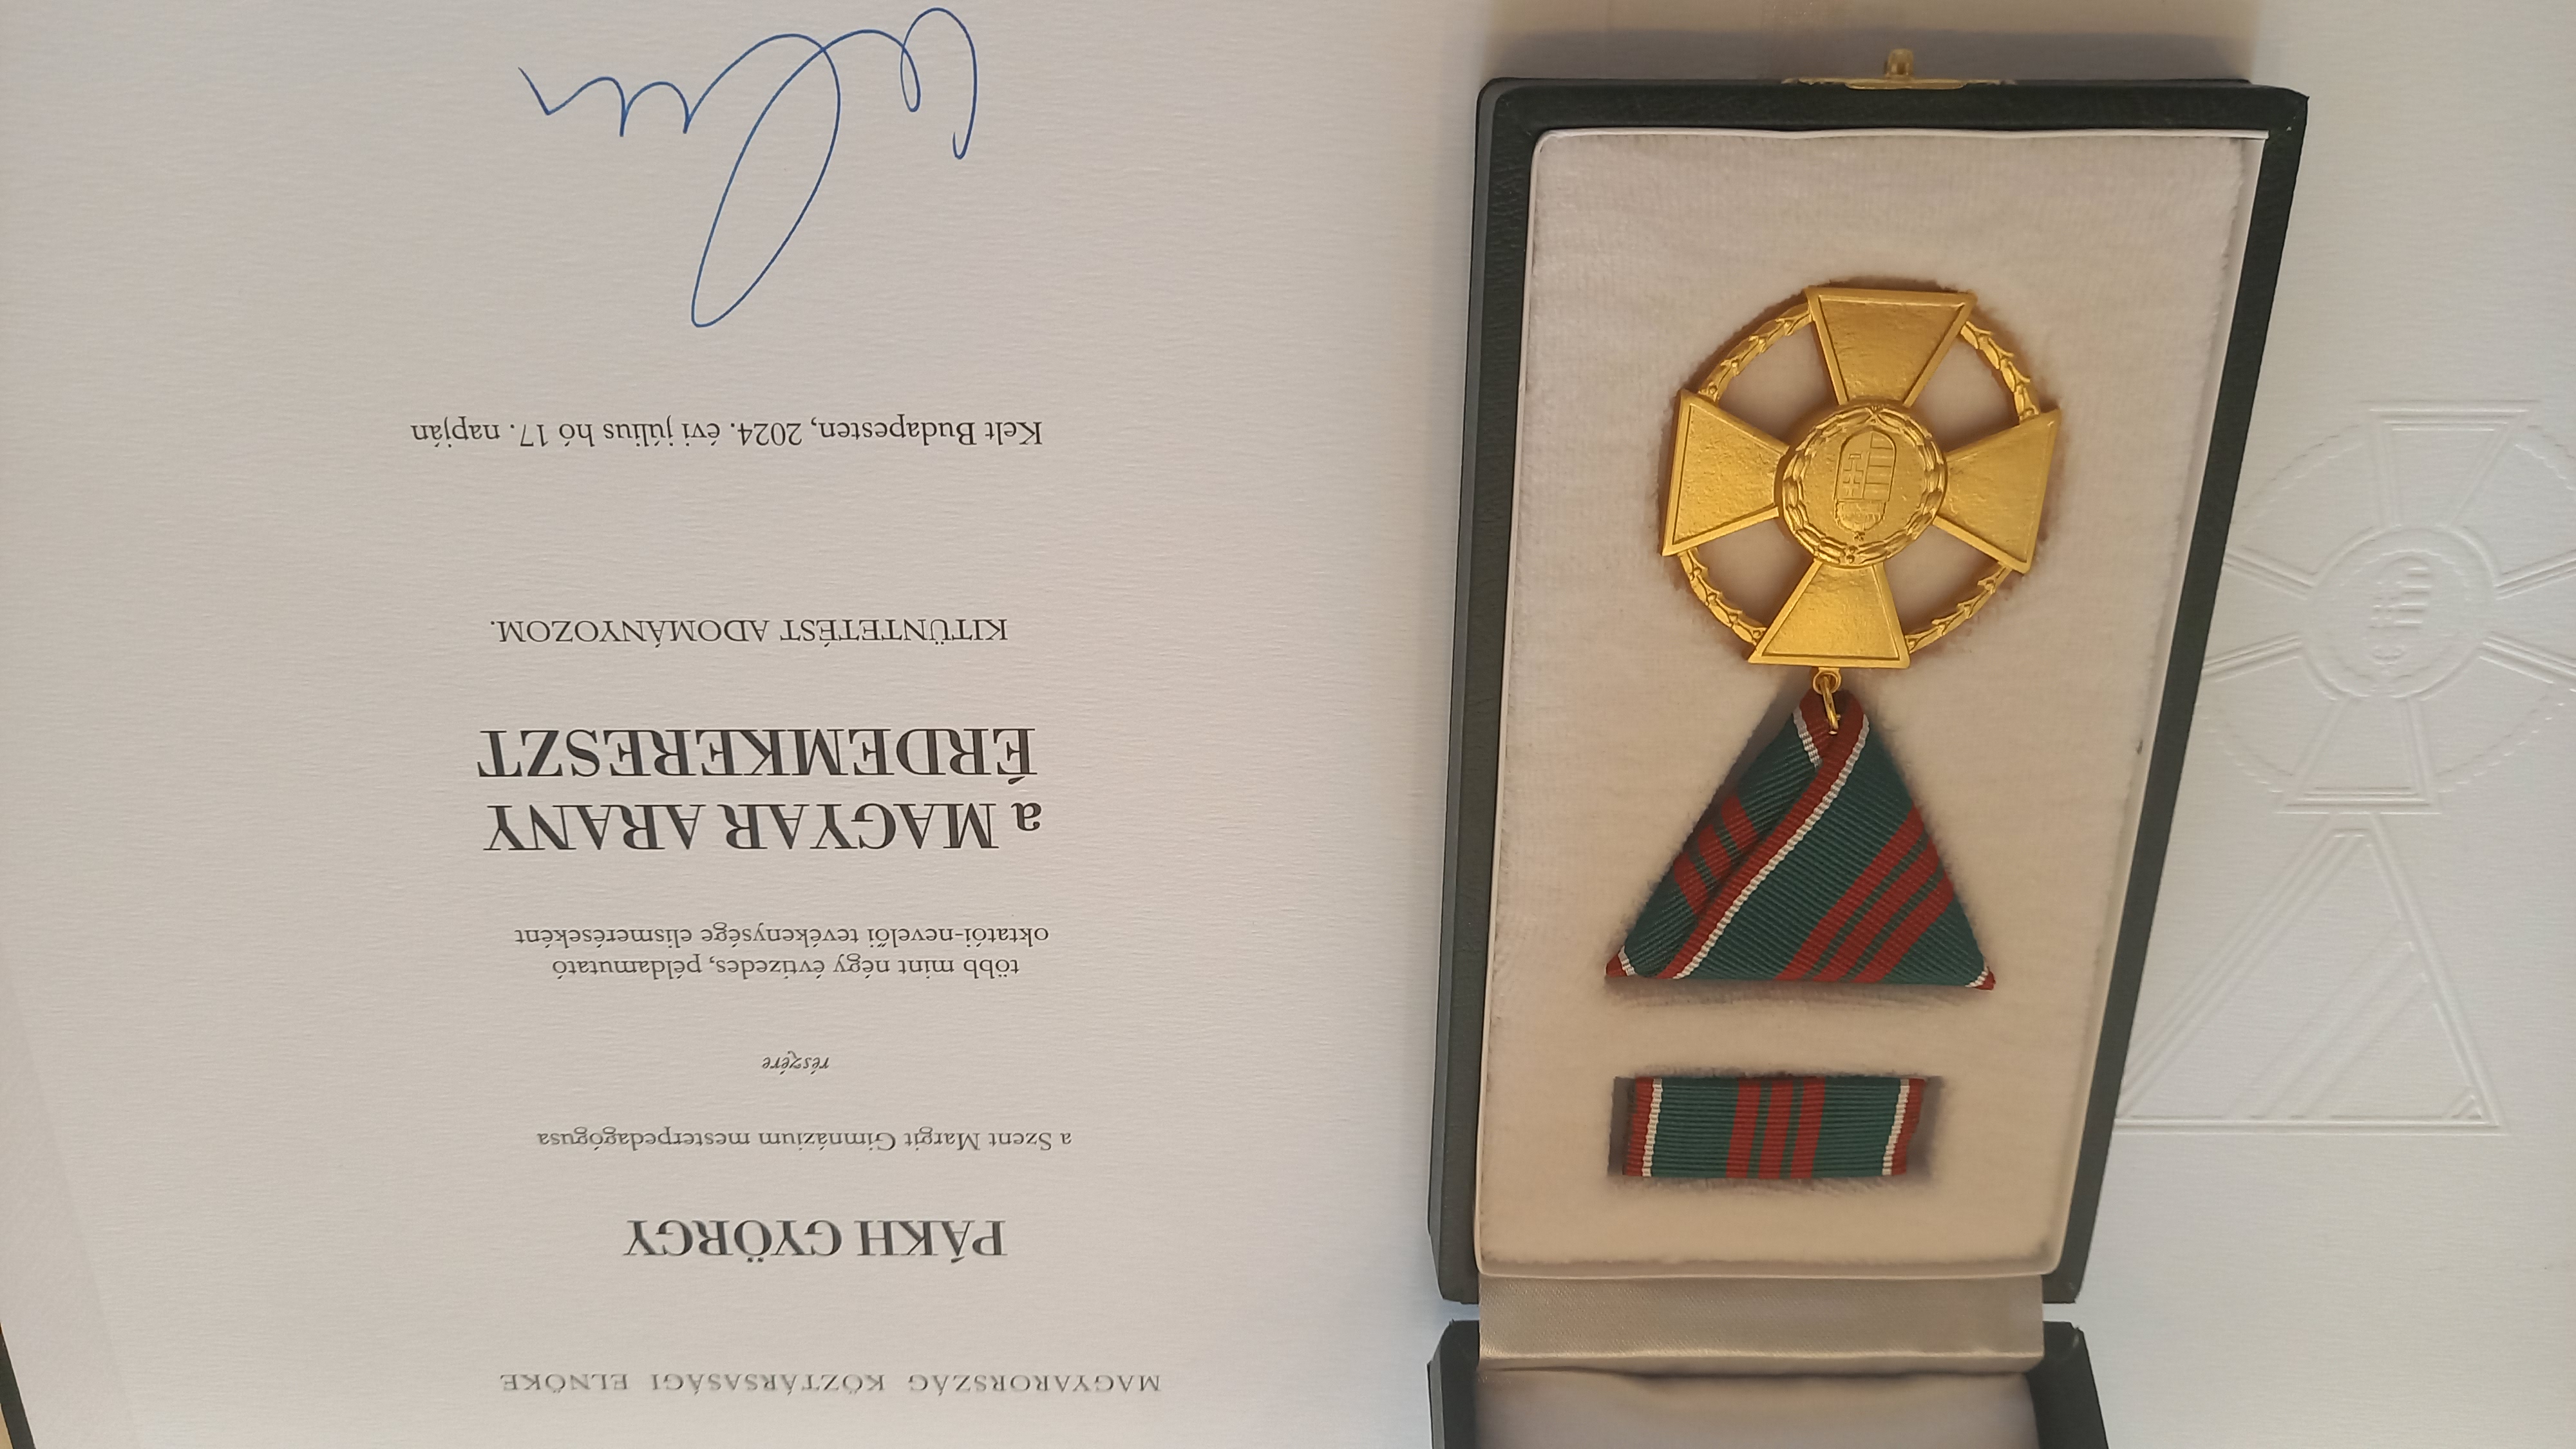 MAGYARORSZÁG KÖZTÁRSASÁGI ELNÖKE
PÁKH GYÖRGY
a Szent Margit Gimnázium mesterpedagógusa
részére
több mint négy évtizedes, példamutató
oktatói-nevelői tevékenysége elismeréseként
a MAGYAR ARANY
ÉRDEMKERESZT
KITÜNTETÉST ADOMÁNYOZOM.
Kelt Budapesten, 2024. évi július hó 17. napján